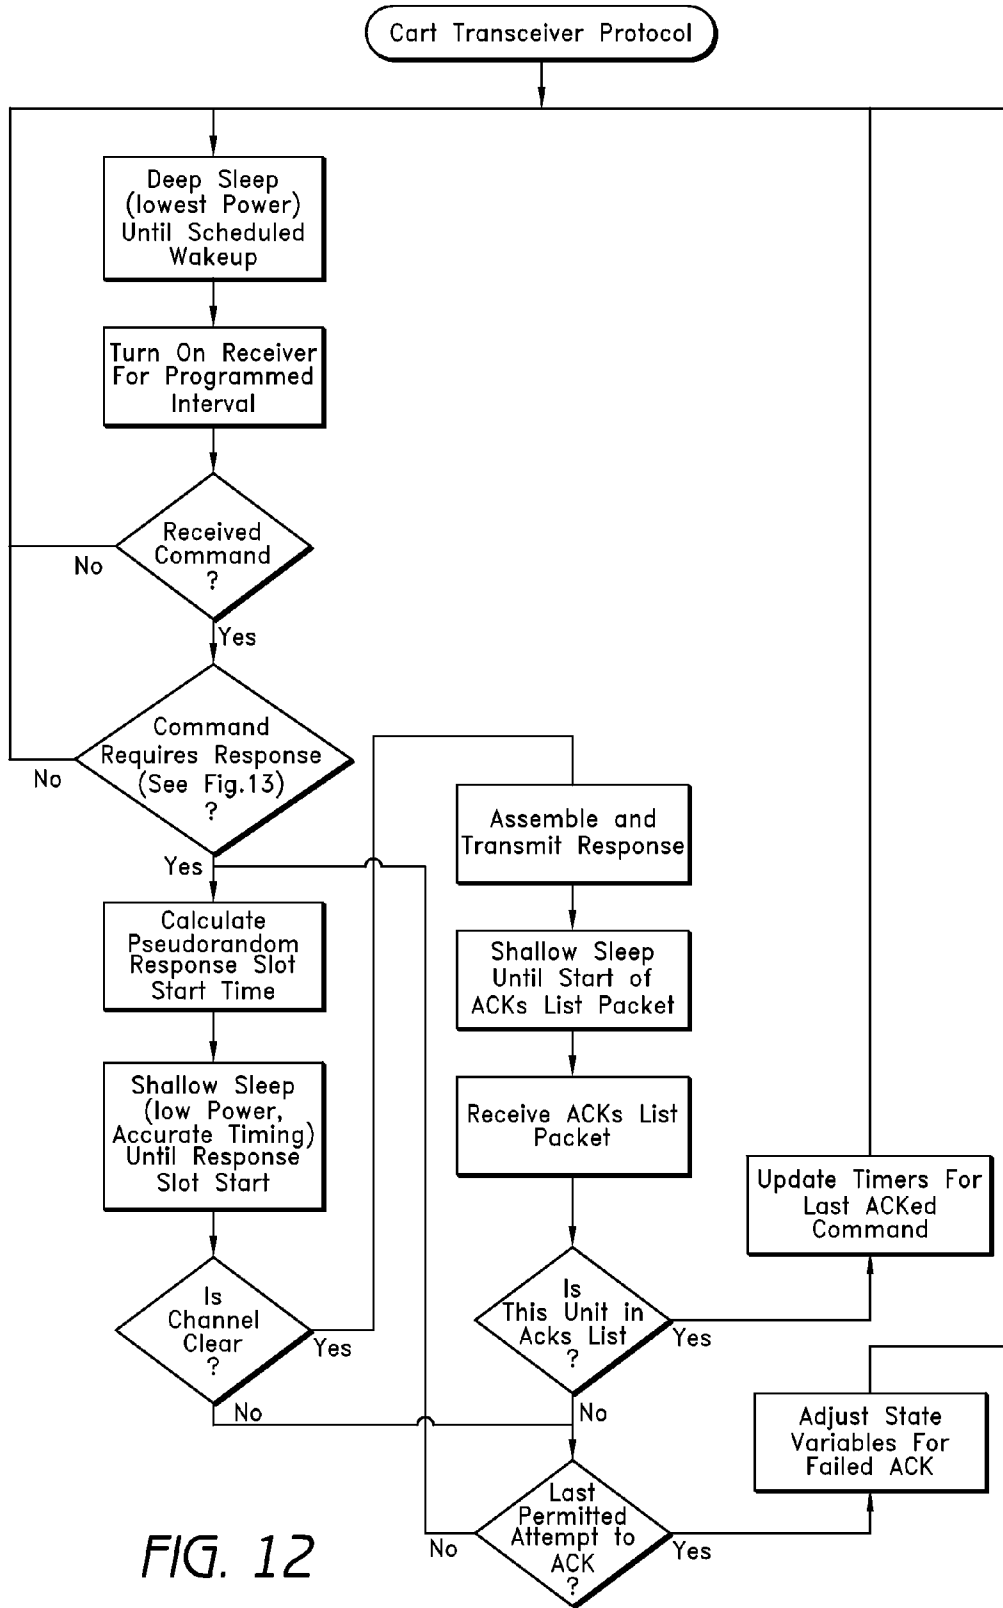 Cart Transceiver Protocol
Deep Sleep
(lowest Power)
Until Scheduled
Wakeup
Turn On Receiver
For Programmed
Interval
Received
Command
?
No
Yes
Command
Requires Response
(See Fig.13)
?
No
Yes
Calculate
Pseudorandom
Response Slot
Start Time
Shallow Sleep
(low Power,
Accurate Timing)
Until Response
Slot Start
Is
Channel
Clear
?
Yes
No
Assemble and
Transmit Response
Shallow Sleep
Until Start of
ACKs List Packet
Receive ACKs List
Packet
Is
This Unit in
Acks List
?
Yes
No
Update Timers For
Last ACKed
Command
Last
Permitted
Attempt to
ACK
?
No
Yes
Adjust State
Variables For
Failed ACK
FIG. 12